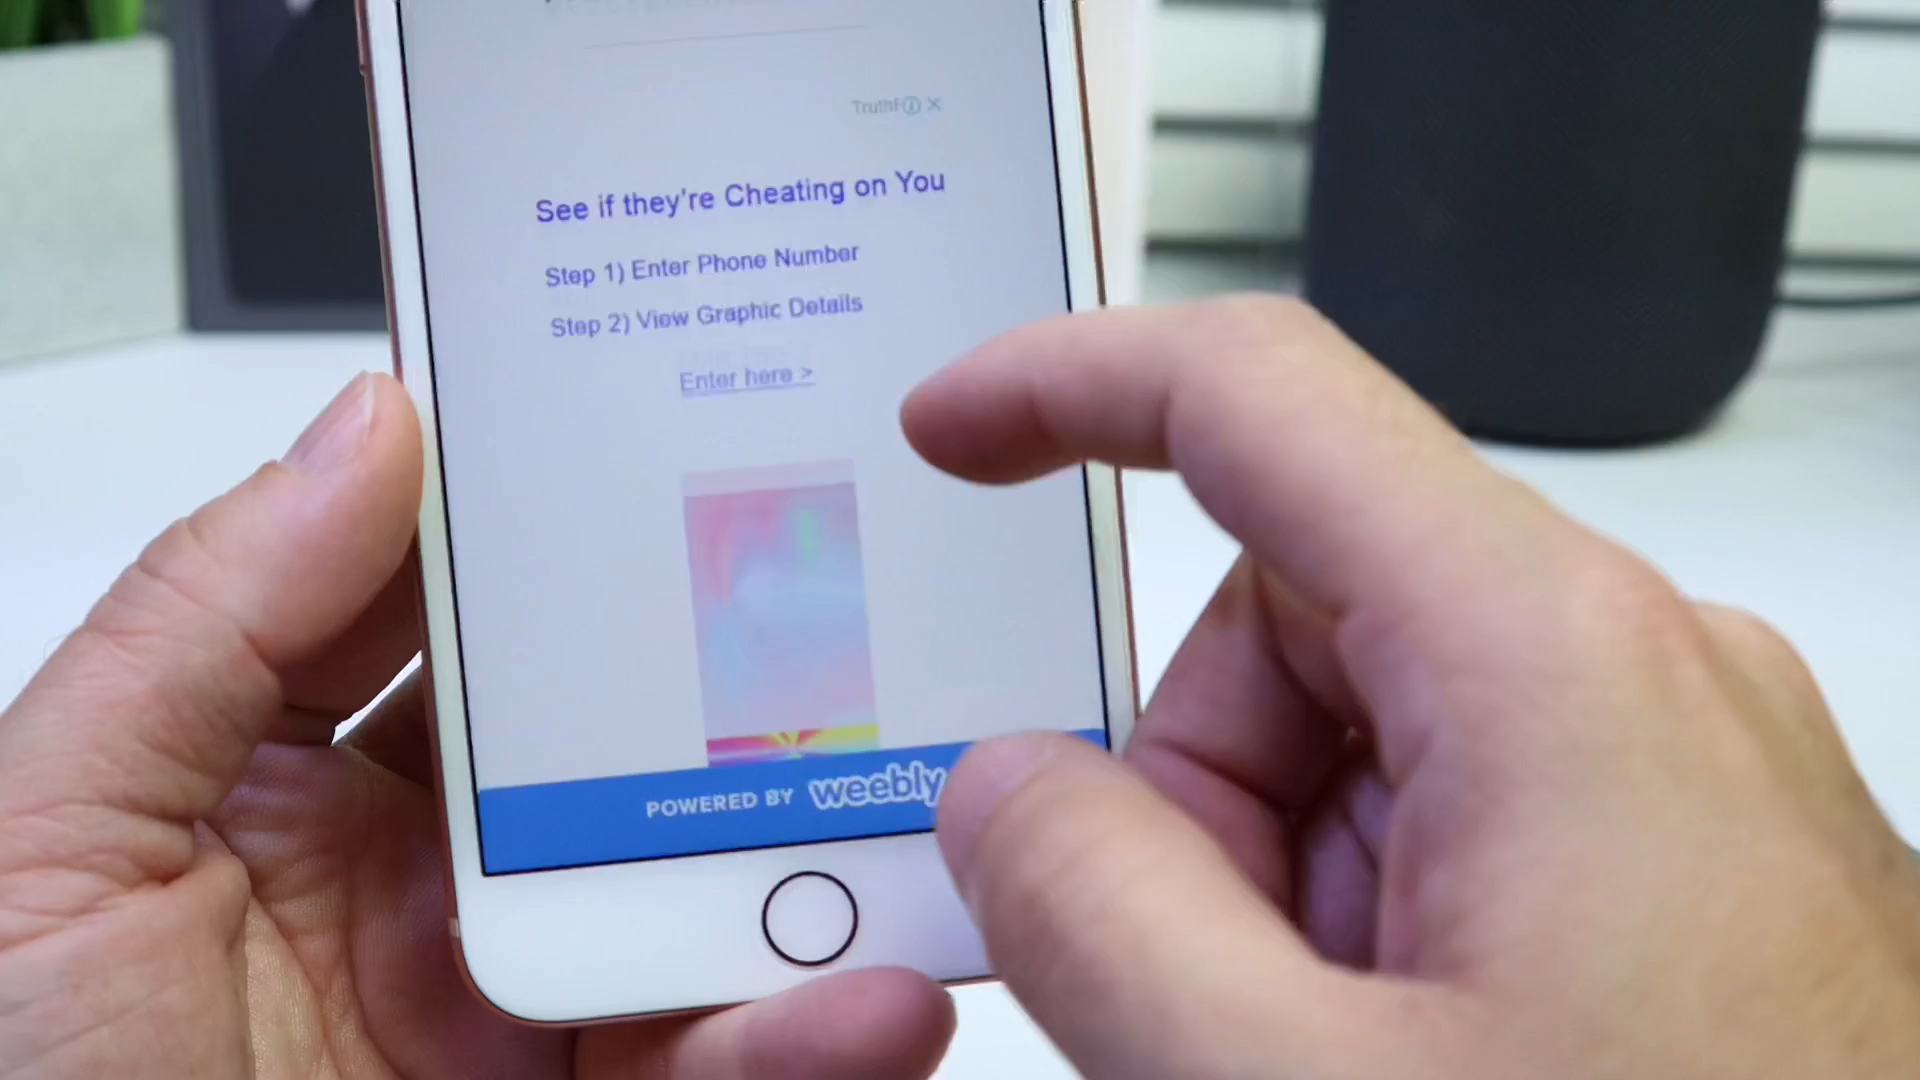 See if they're Cheating on You
Step 1) Enter Phone Number
Step 2) View Graphic Details
Enter here >
POWERED BY weebly